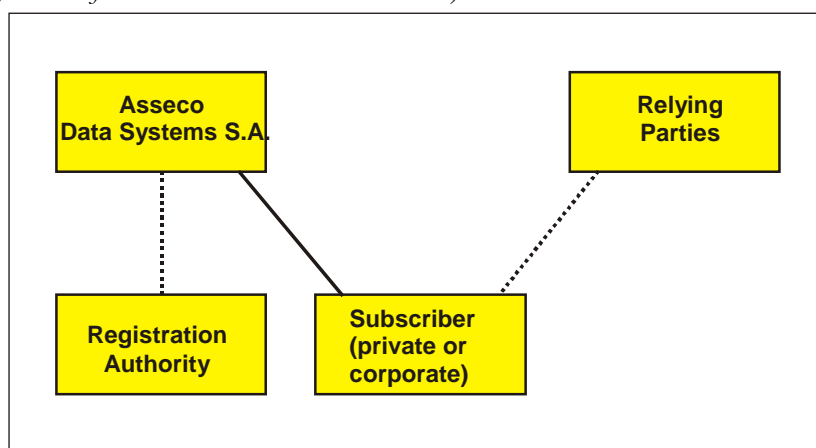 Asseco
Data Systems S.A.
Relying
Parties
Registration
Authority
Subscriber
(private or
corporate)